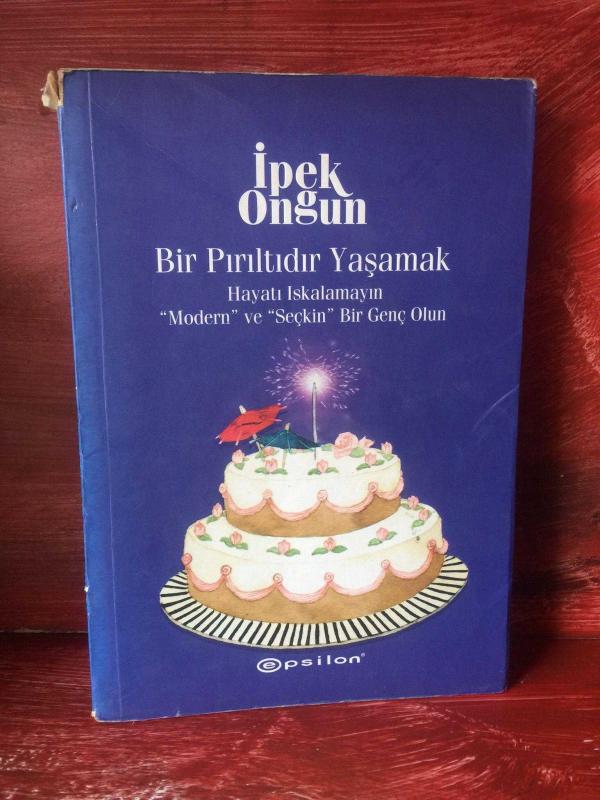 İpek
Ongun
Bir Pırıltıdır Yaşamak
Hayatı Iskalamayın
“Modern” ve “Seçkin” Bir Genç Olun
epsilon®